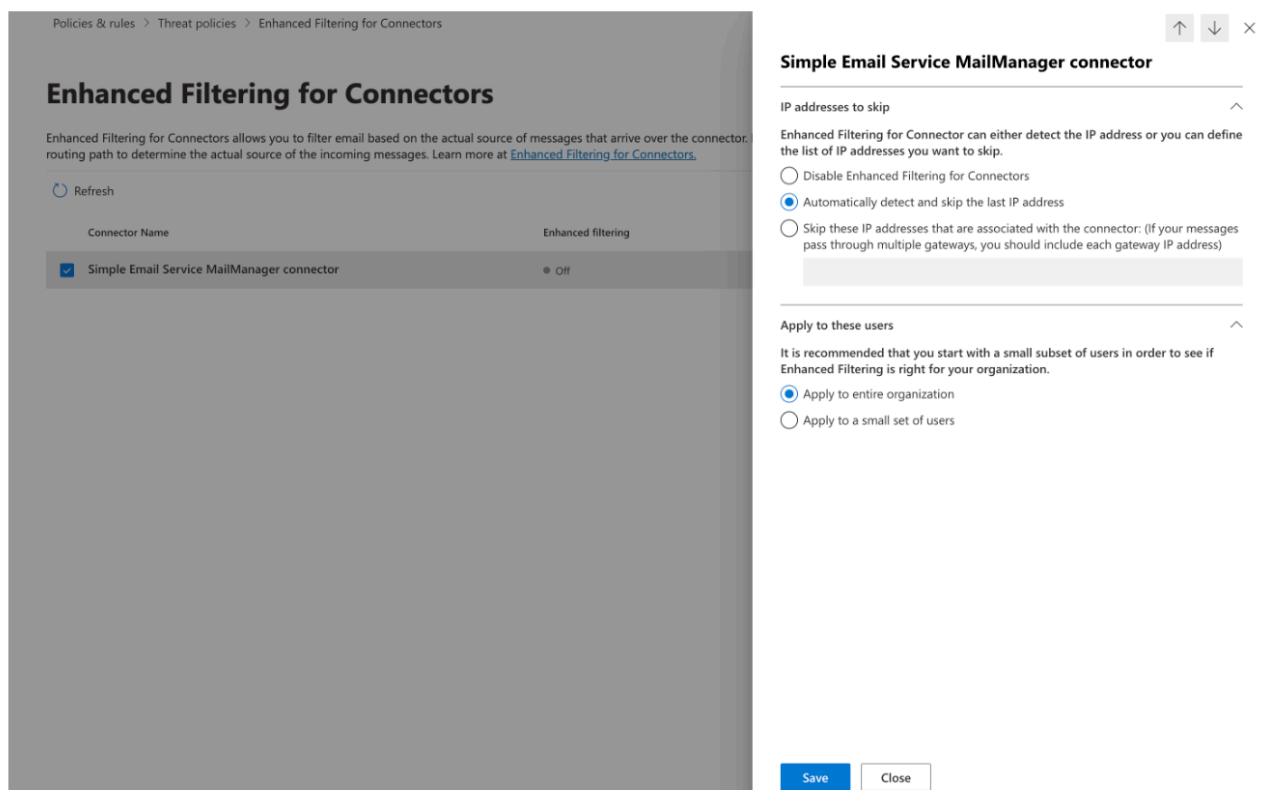 Policies & rules > Threat policies > Enhanced Filtering for Connectors
Enhanced Filtering for Connectors
Enhanced Filtering for Connectors allows you to filter email based on the actual source of messages that arrive over the connector.
routing path to determine the actual source of the incoming messages. Learn more at Enhanced Filtering for Connectors.
Refresh
Connector Name Enhanced filtering
Simple Email Service MailManager connector Off
Simple Email Service MailManager connector
IP addresses to skip
Enhanced Filtering for Connector can either detect the IP address or you can define
the list of IP addresses you want to skip.
Disable Enhanced Filtering for Connectors
Automatically detect and skip the last IP address
Skip these IP addresses that are associated with the connector: (If your messages
pass through multiple gateways, you should include each gateway IP address)
Apply to these users
It is recommended that you start with a small subset of users in order to see if
Enhanced Filtering is right for your organization.
Apply to entire organization
Apply to a small set of users
Save Close